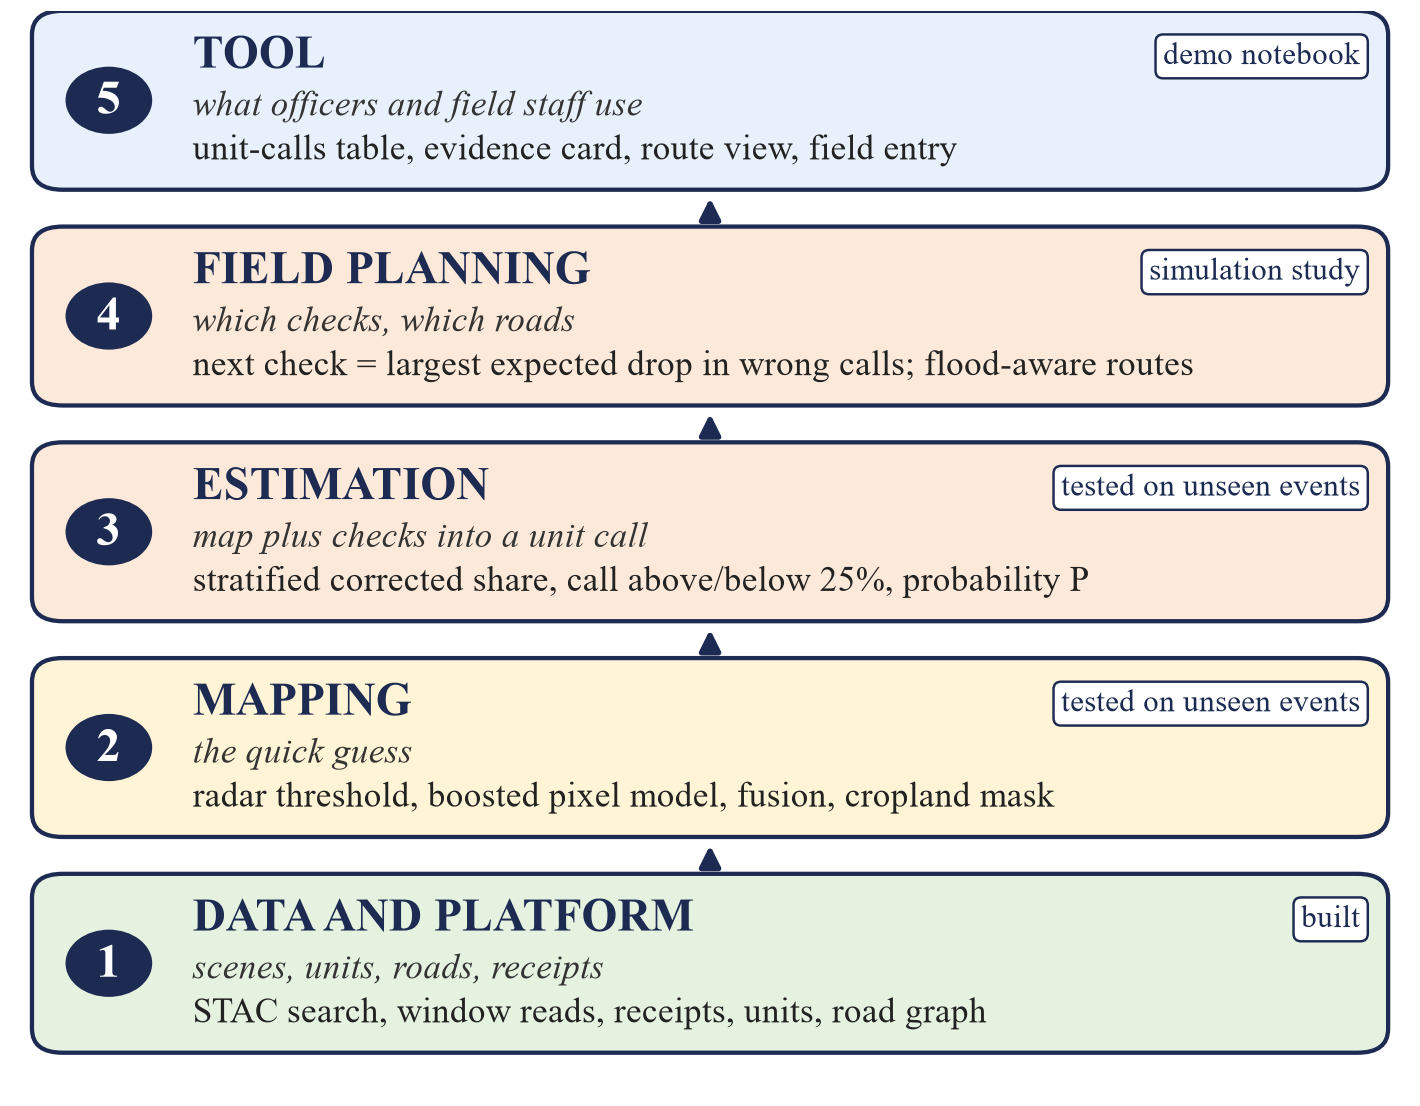 TOOL
demo notebook
5
what officers and field staff use
unit-calls table, evidence card, route view, field entry
FIELD PLANNING
simulation study
4
which checks, which roads
next check = largest expected drop in wrong calls; flood-aware routes
ESTIMATION
tested on unseen events
3
map plus checks into a unit call
stratified corrected share, call above/below 25%, probability P
MAPPING
tested on unseen events
2
the quick guess
radar threshold, boosted pixel model, fusion, cropland mask
DATA AND PLATFORM
built
1
scenes, units, roads, receipts
STAC search, window reads, receipts, units, road graph